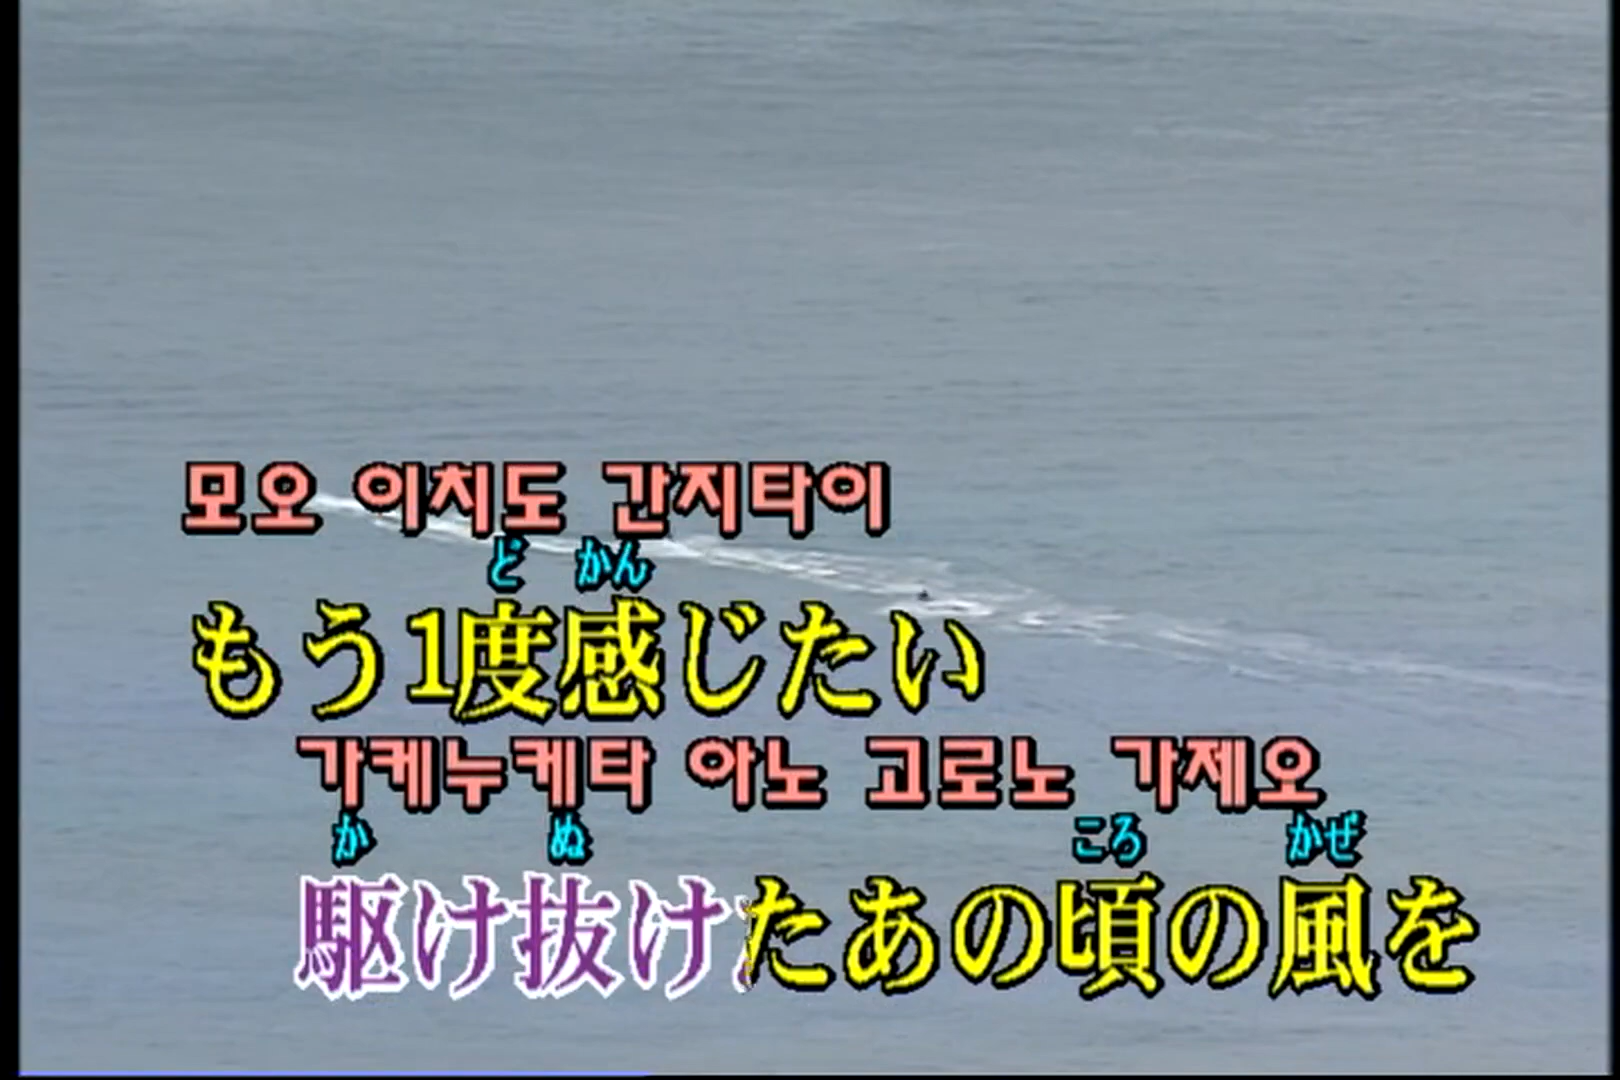 모오 이치도 간지타이
ど かん
もう1度感じたい
가케누케타 아노 고로노 가제오
か ぬ ころ かぜ
駆け抜けたあの頃の風を